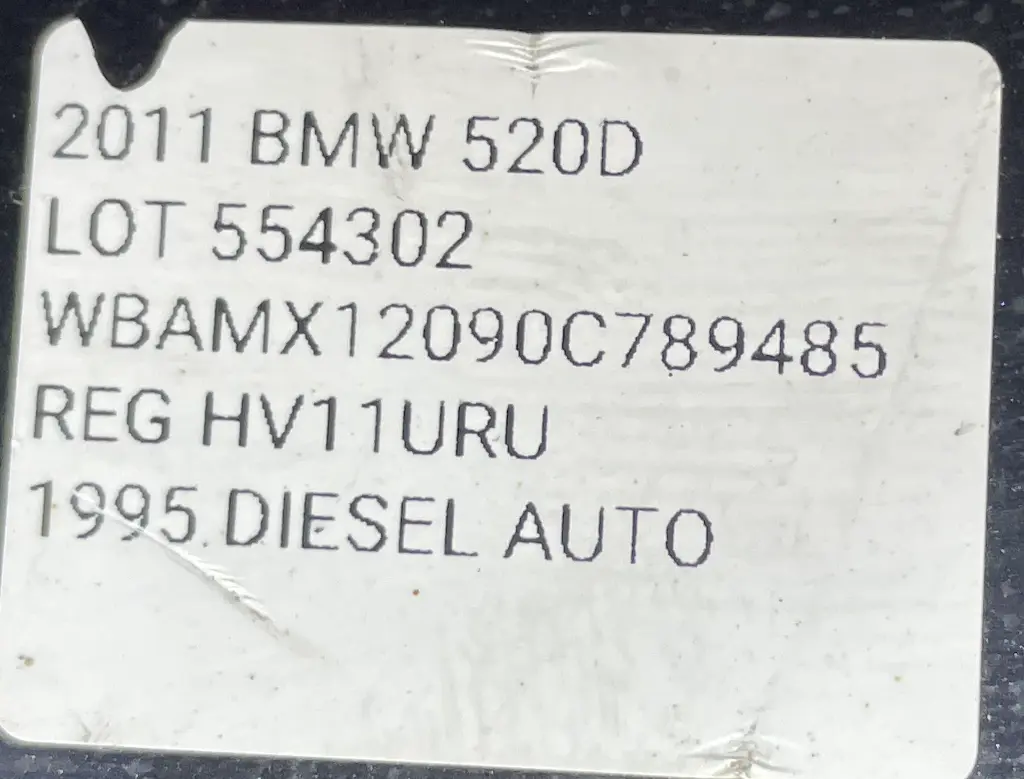 2011 BMW 520D
LOT 554302
WBAMX12090C789485
REG HV11URU
1995 DIESEL AUTO